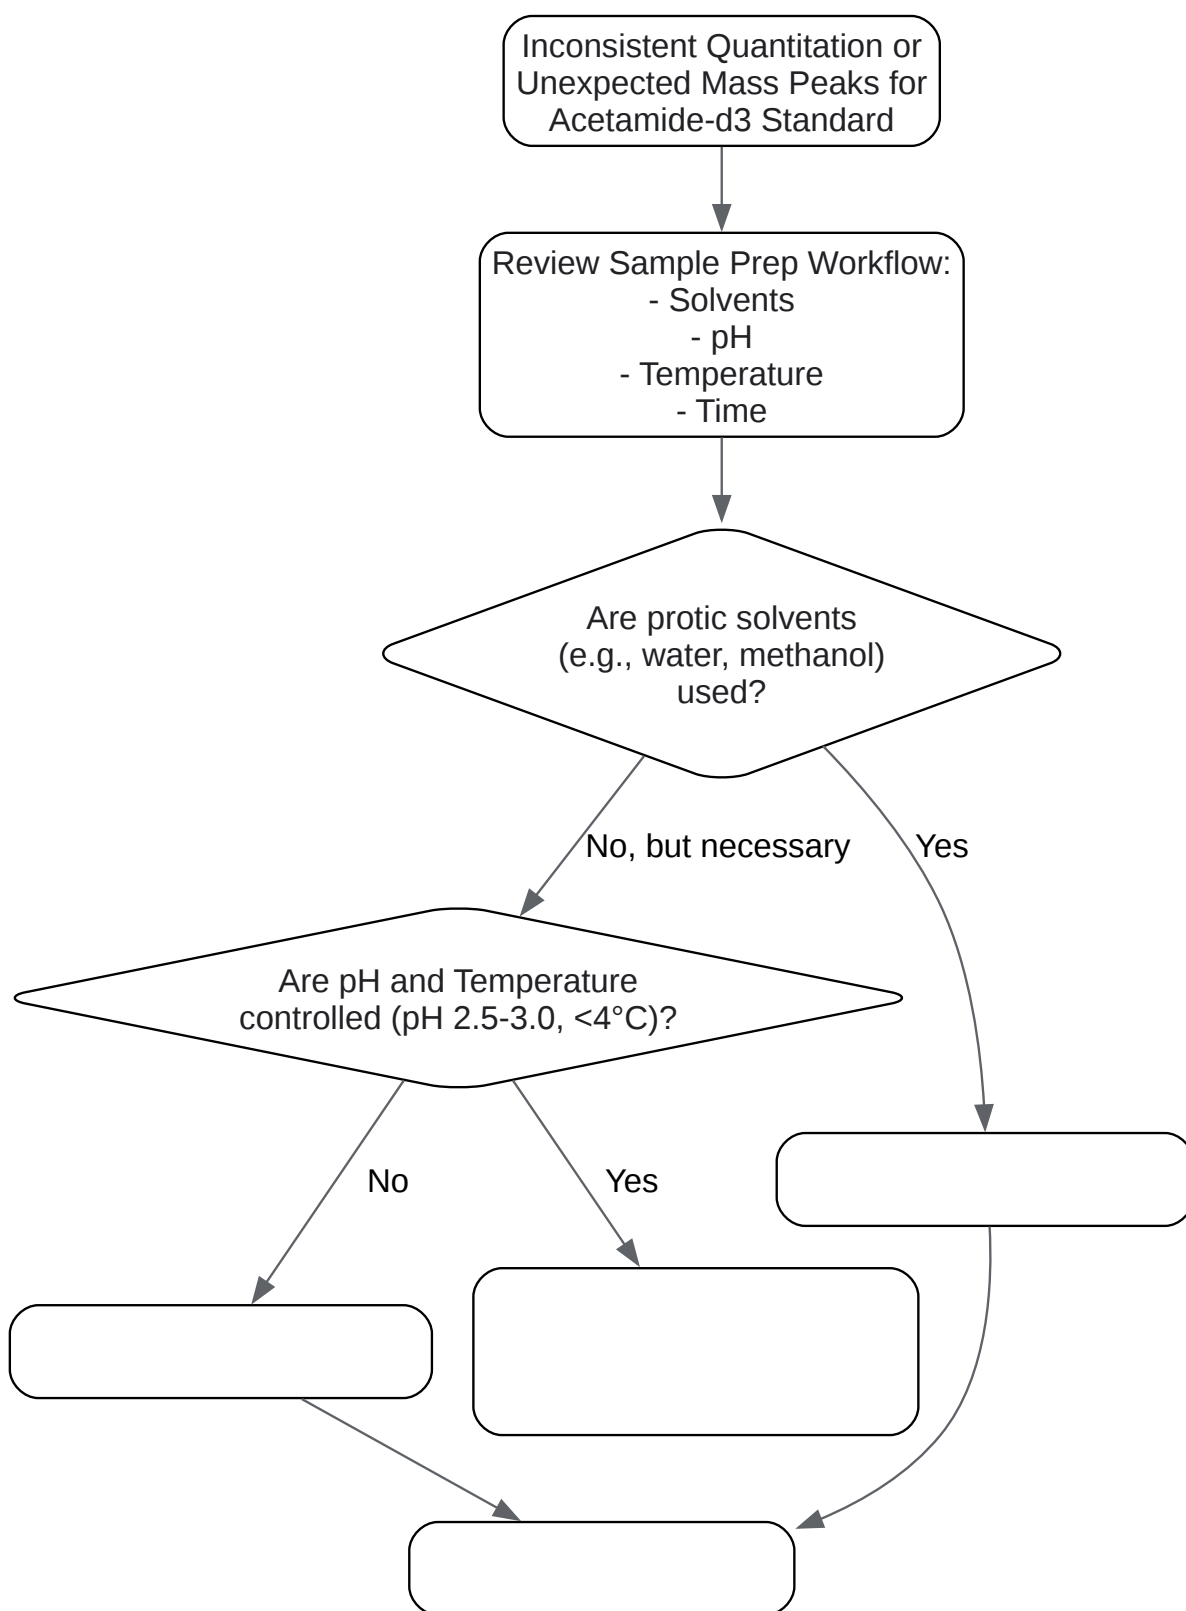 Inconsistent Quantitation or
Unexpected Mass Peaks for
Acetamide-d3 Standard
Review Sample Prep Workflow:
- Solvents
- pH
- Temperature
- Time
Are protic solvents
(e.g., water, methanol)
used?
No, but necessary
Yes
Are pH and Temperature
controlled (pH 2.5-3.0, <4°C)?
No
Yes